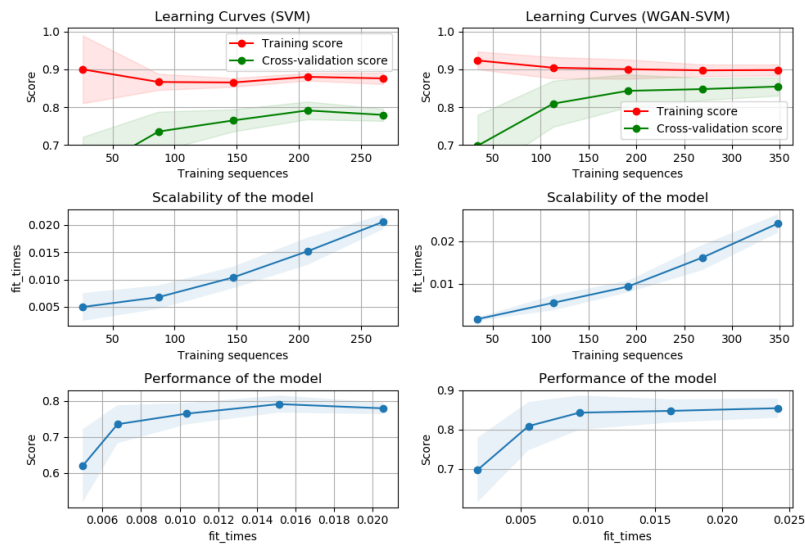 Learning Curves (SVM)
1.0
0.9
0.8
0.7
Score
Training score
Cross-validation score
50
100
150
200
250
Training sequences
Learning Curves (WGAN-SVM)
1.0
0.9
0.8
0.7
Score
Training score
Cross-validation score
50
100
150
200
250
300
350
Training sequences
Scalability of the model
0.020
0.015
0.010
0.005
fit_times
50
100
150
200
250
Training sequences
Scalability of the model
0.02
0.01
fit_times
50
100
150
200
250
300
350
Training sequences
Performance of the model
0.8
0.7
0.6
Score
0.006
0.008
0.010
0.012
0.014
0.016
0.018
0.020
fit_times
Performance of the model
0.9
0.8
0.7
Score
0.005
0.010
0.015
0.020
0.025
fit_times